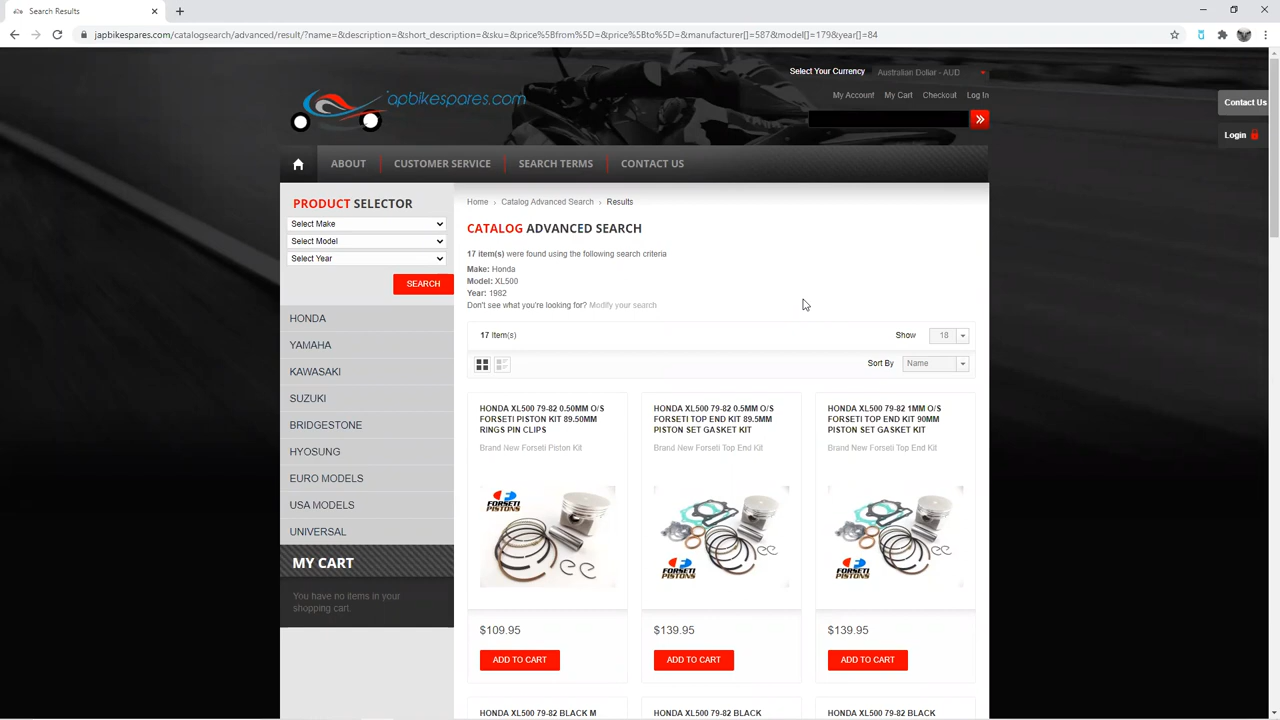 Search Results
japbikespares.com/catalogsearch/advanced/result/?name=&description=&short_description=&sku=&price%5Bfrom%5D=&price%5Bto%5D=&manufacturer[]=587&model[]=179&year[]=84
Select Your Currency
Australian Dollar - AUD
My Account
My Cart
Checkout
Log In
Contact Us
Login
japbikespares.com
ABOUT
CUSTOMER SERVICE
SEARCH TERMS
CONTACT US
PRODUCT SELECTOR
Select Make
Select Model
Select Year
SEARCH
HONDA
YAMAHA
KAWASAKI
SUZUKI
BRIDGESTONE
HYOSUNG
EURO MODELS
USA MODELS
UNIVERSAL
MY CART
You have no items in your
shopping cart.
Home › Catalog Advanced Search › Results
CATALOG ADVANCED SEARCH
17 item(s) were found using the following search criteria
Make: Honda
Model: XL500
Year: 1982
Don't see what you're looking for? Modify your search
17 Item(s)
Show
18
Sort By
Name
HONDA XL500 79-82 0.50MM O/S
FORSETI PISTON KIT 89.50MM
RINGS PIN CLIPS
Brand New Forseti Piston Kit
FORSETI
PISTONS
$109.95
ADD TO CART
HONDA XL500 79-82 0.5MM O/S
FORSETI TOP END KIT 89.5MM
PISTON SET GASKET KIT
Brand New Forseti Top End Kit
FORSETI
PISTONS
$139.95
ADD TO CART
HONDA XL500 79-82 1MM O/S
FORSETI TOP END KIT 90MM
PISTON SET GASKET KIT
Brand New Forseti Top End Kit
FORSETI
PISTONS
$139.95
ADD TO CART
HONDA XL500 79-82 BLACK M
HONDA XL500 79-82 BLACK
HONDA XL500 79-82 BLACK